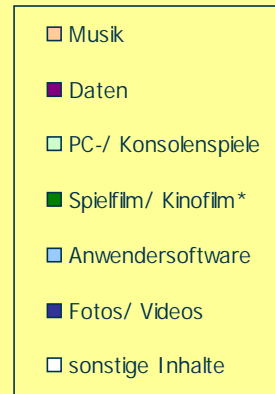 Musik
Daten
PC-/ Konsolenspiele
Spielfilm/ Kinofilm*
Anwendersoftware
Fotos/ Videos
sonstige Inhalte